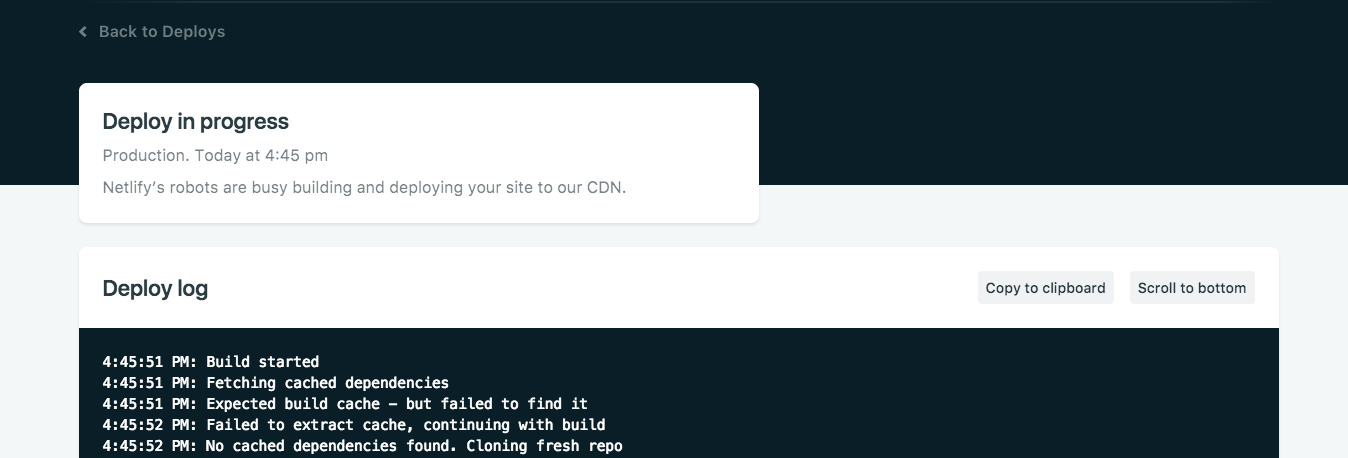 Back to Deploys
Deploy in progress
Production. Today at 4:45 pm
Netlify’s robots are busy building and deploying your site to our CDN.
Deploy log
Copy to clipboard
Scroll to bottom
4:45:51 PM: Build started
4:45:51 PM: Fetching cached dependencies
4:45:51 PM: Expected build cache – but failed to find it
4:45:52 PM: Failed to extract cache, continuing with build
4:45:52 PM: No cached dependencies found. Cloning fresh repo